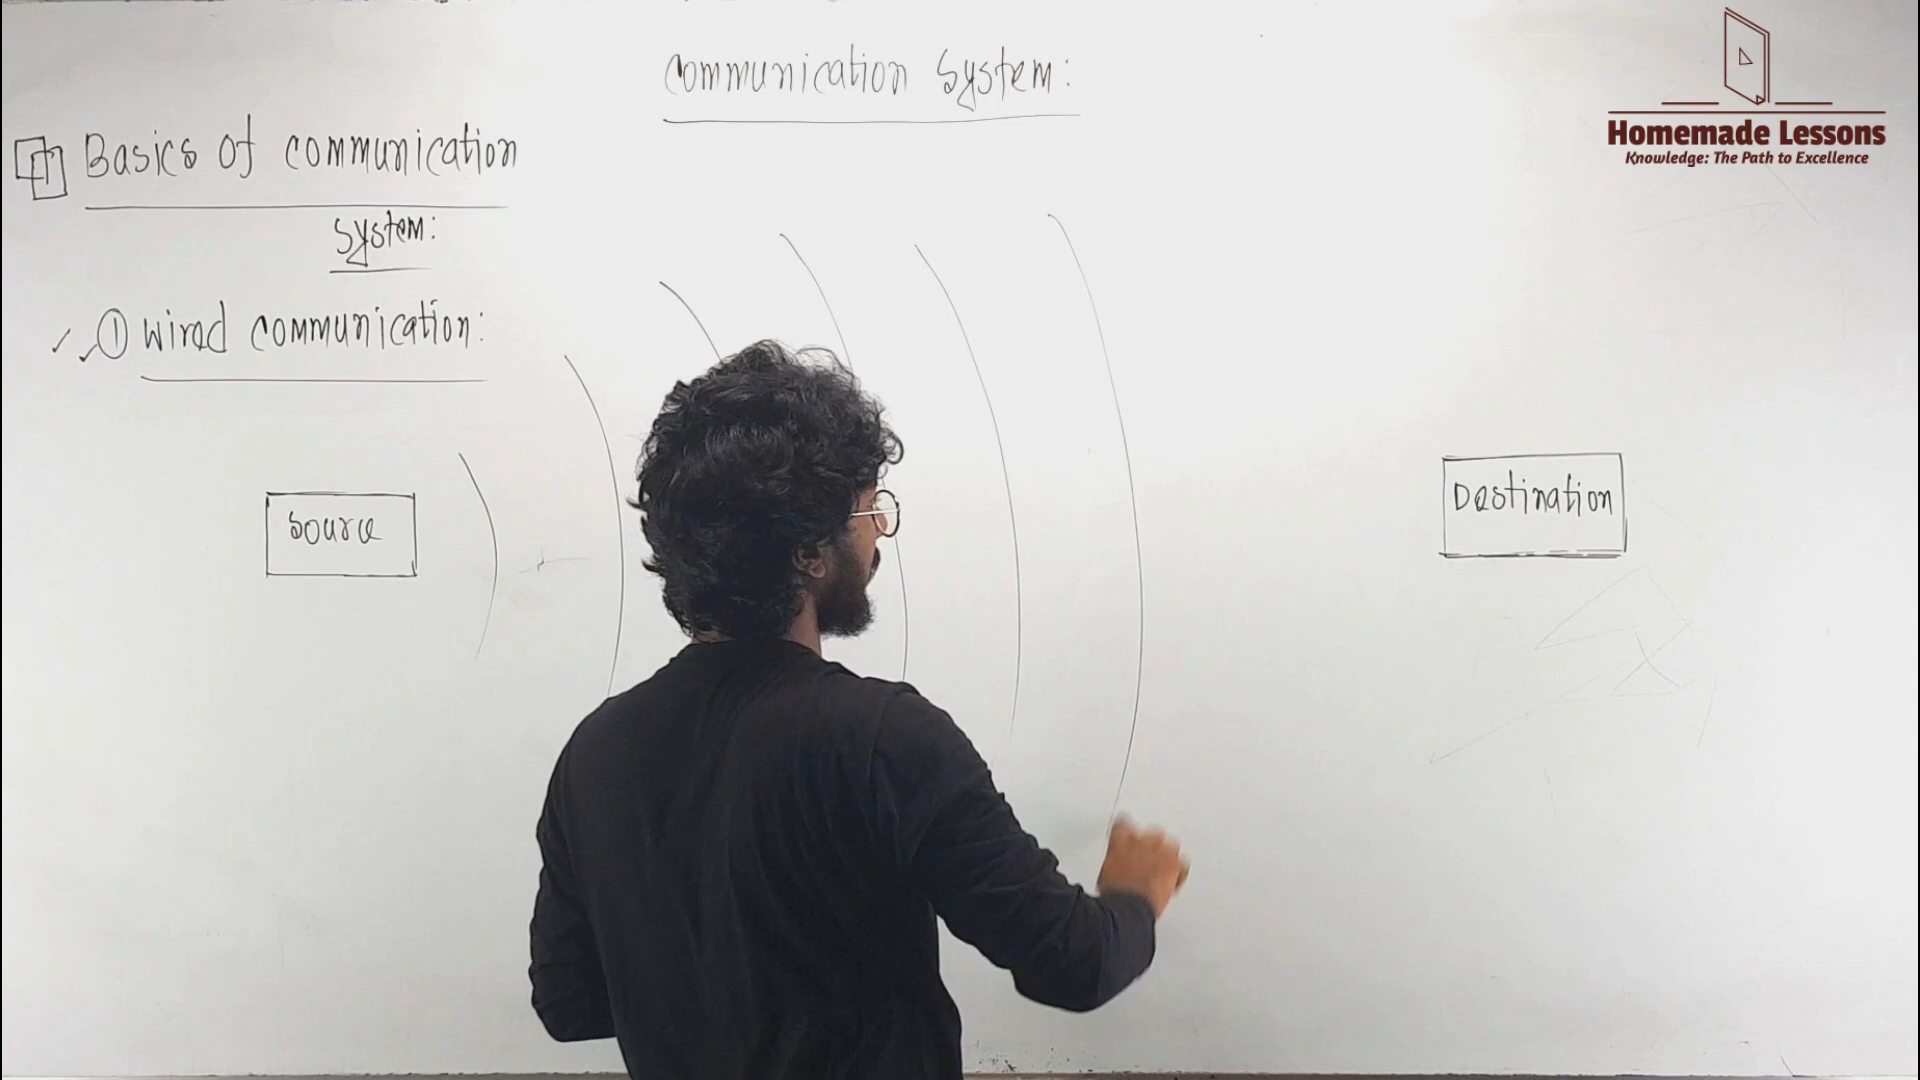 Communication System:
Homemade Lessons
Knowledge: The Path to Excellence
Basics of communication
System:
① Wired communication:
Source
Destination